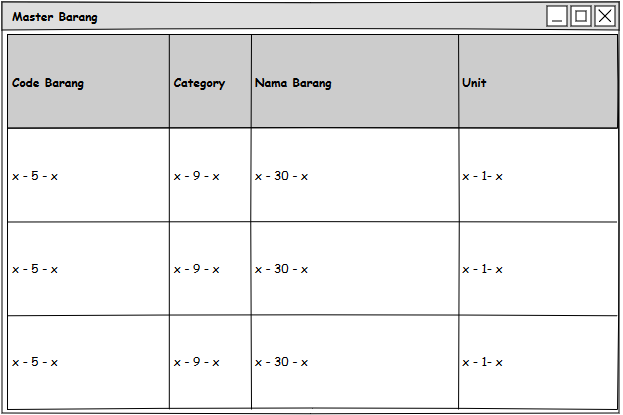 Master Barang
Code Barang Category Nama Barang Unit
x - 5 - x x - 9 - x x - 30 - x x - 1- x
x - 5 - x x - 9 - x x - 30 - x x - 1- x
x - 5 - x x - 9 - x x - 30 - x x - 1- x